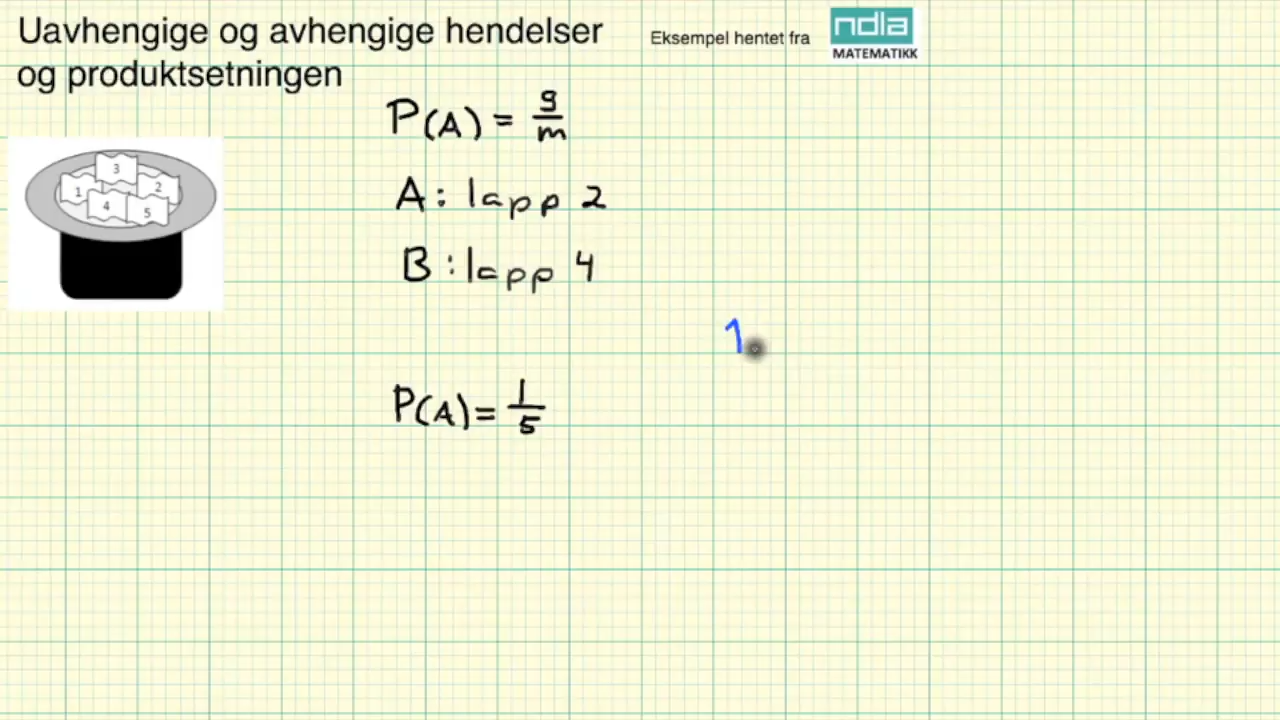 Uavhengige og avhengige hendelser
og produktsetningen
Eksempel hentet fra
ndla
MATEMATIKK
P(A) = g/m
3
1
2
4
5
A: lapp 2
B: lapp 4
1
P(A) = 1/5